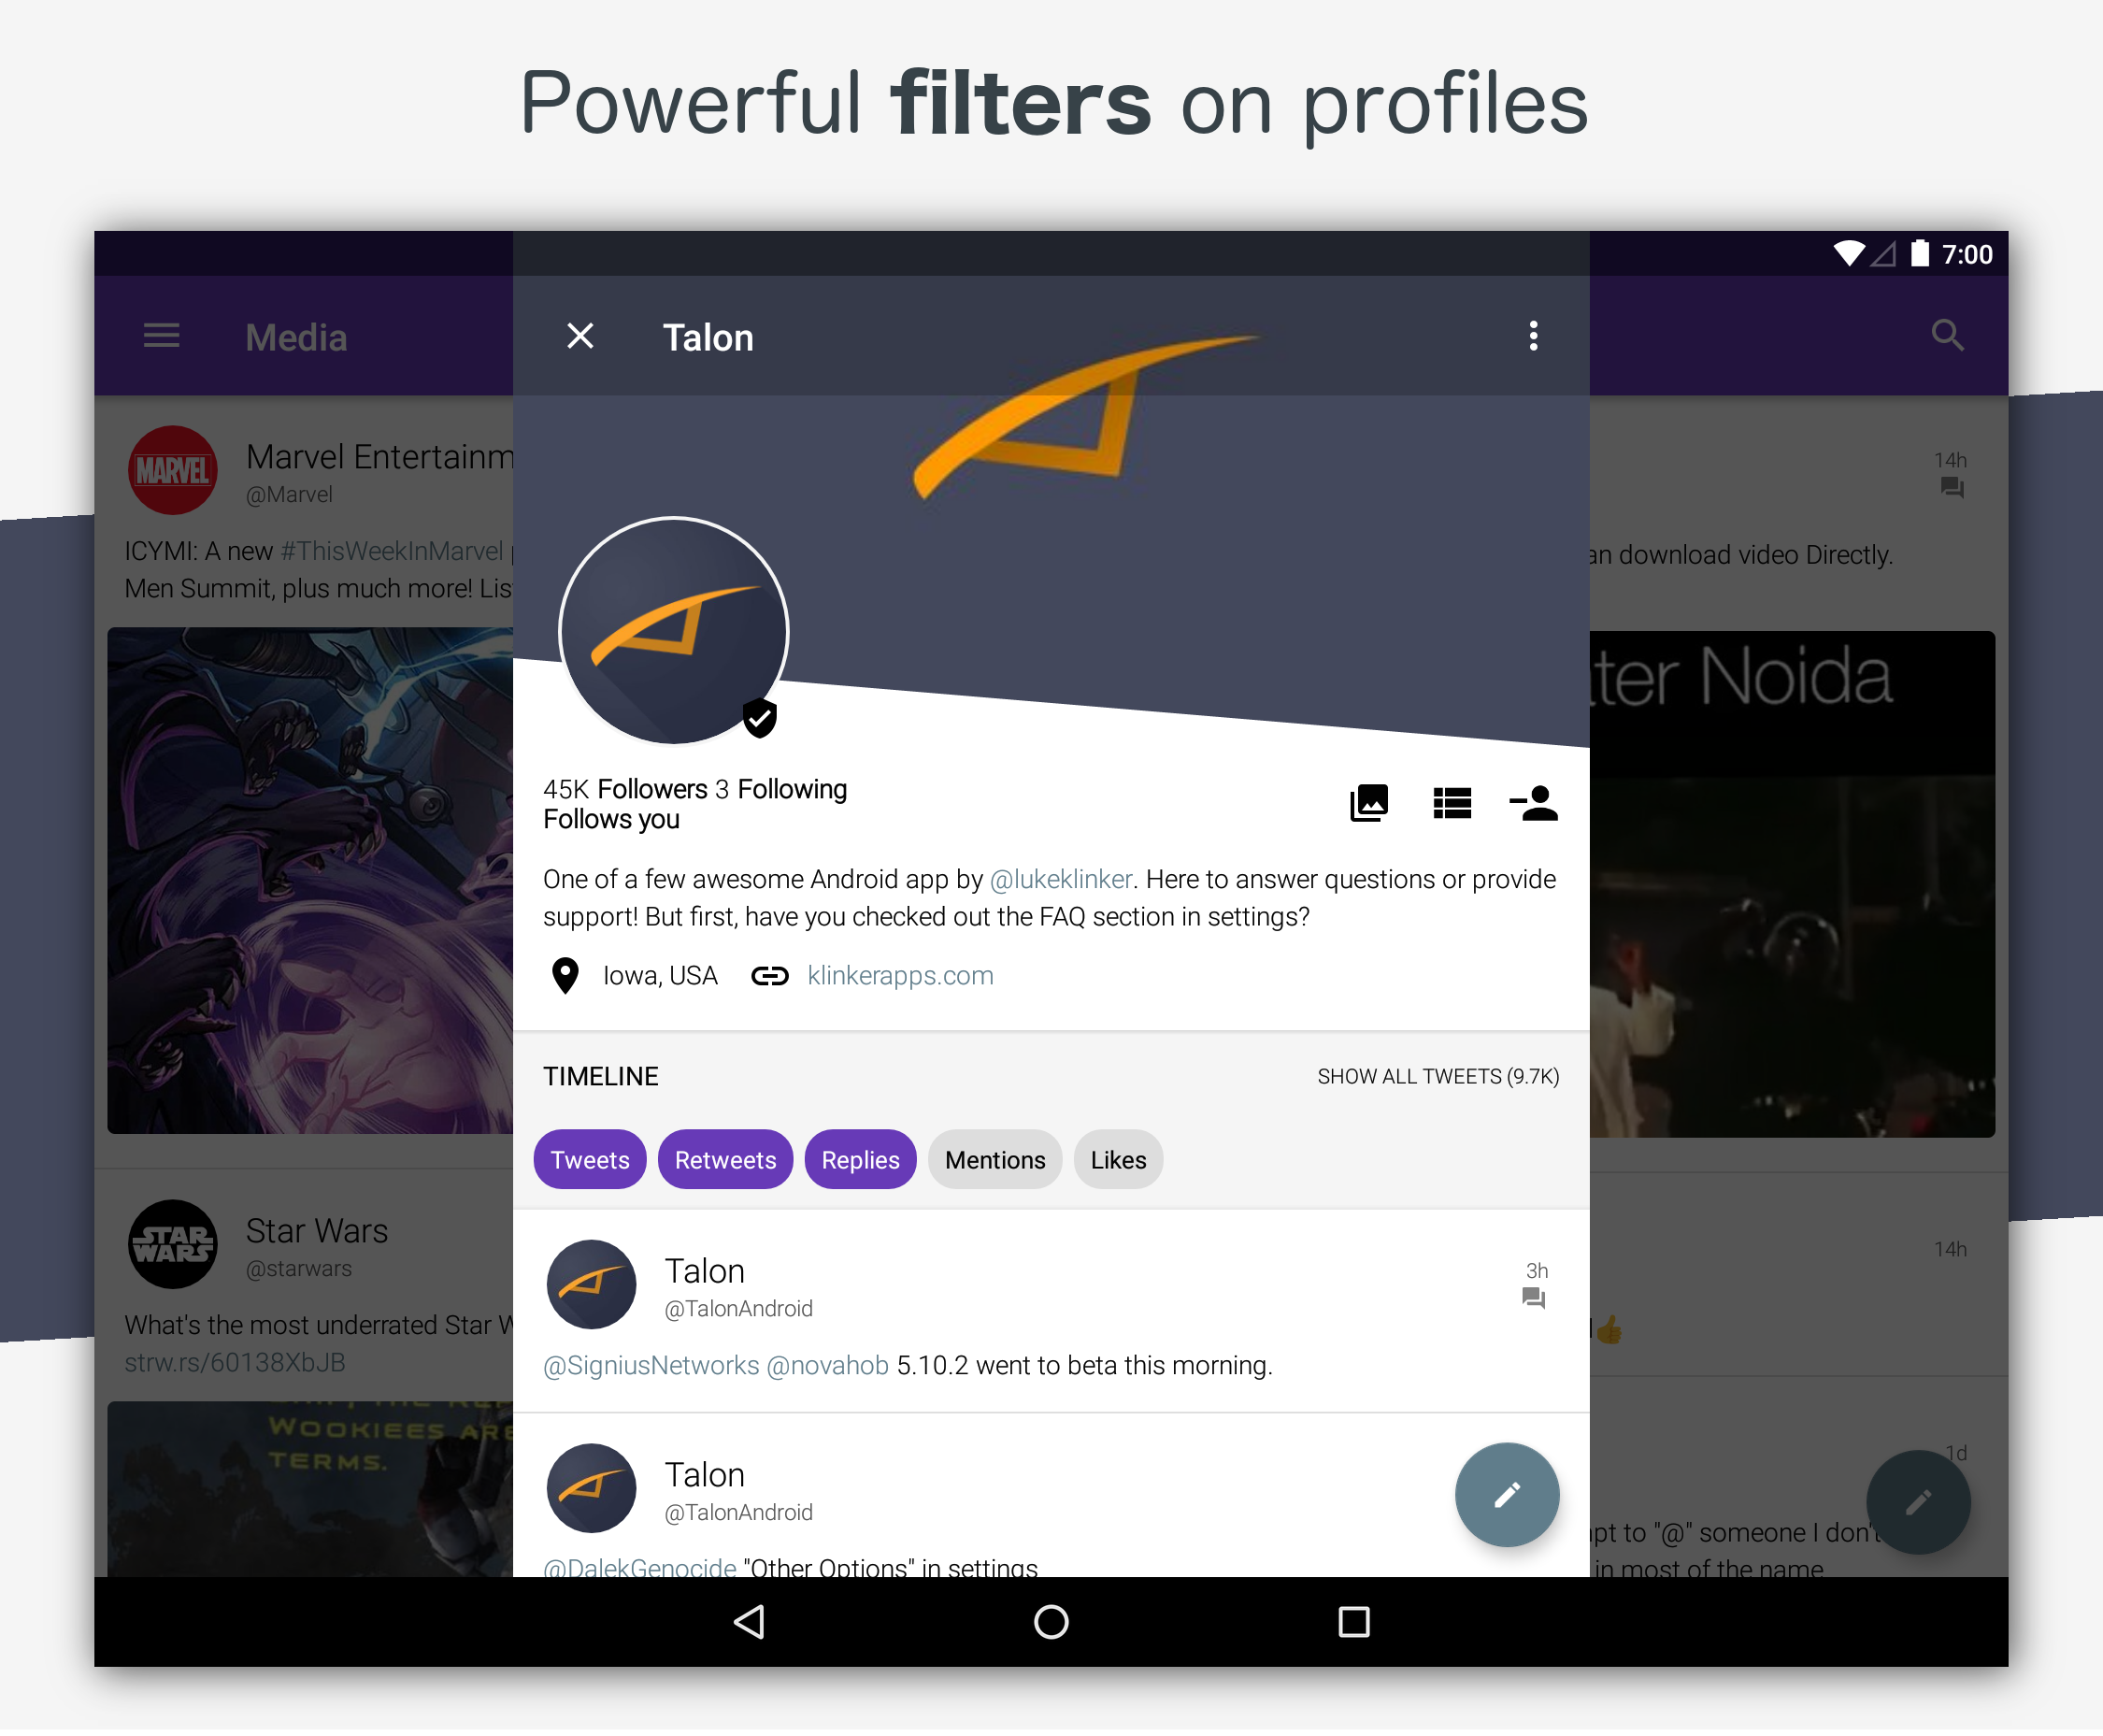 Powerful filters on profiles
7:00
Media
Talon
MARVEL
Marvel Entertainm
@Marvel
14h
ICYMI: A new #ThisWeekInMarvel
Men Summit, plus much more! Lis
an download video Directly.
ter Noida
45K Followers 3 Following
Follows you
One of a few awesome Android app by @lukeklinker. Here to answer questions or provide
support! But first, have you checked out the FAQ section in settings?
Iowa, USA klinkerapps.com
TIMELINE
SHOW ALL TWEETS (9.7K)
Tweets Retweets Replies Mentions Likes
STAR
WARS
Star Wars
@starwars
What's the most underrated Star W
strw.rs/60138XbJB
WOOKIEES ARE
TERMS.
Talon
@TalonAndroid
3h
@SigniusNetworks @novahob 5.10.2 went to beta this morning.
Talon
@TalonAndroid
@DalekGenocide "Other Options" in settings
14h
👍
1d
pt to "@" someone I don't
in most of the name